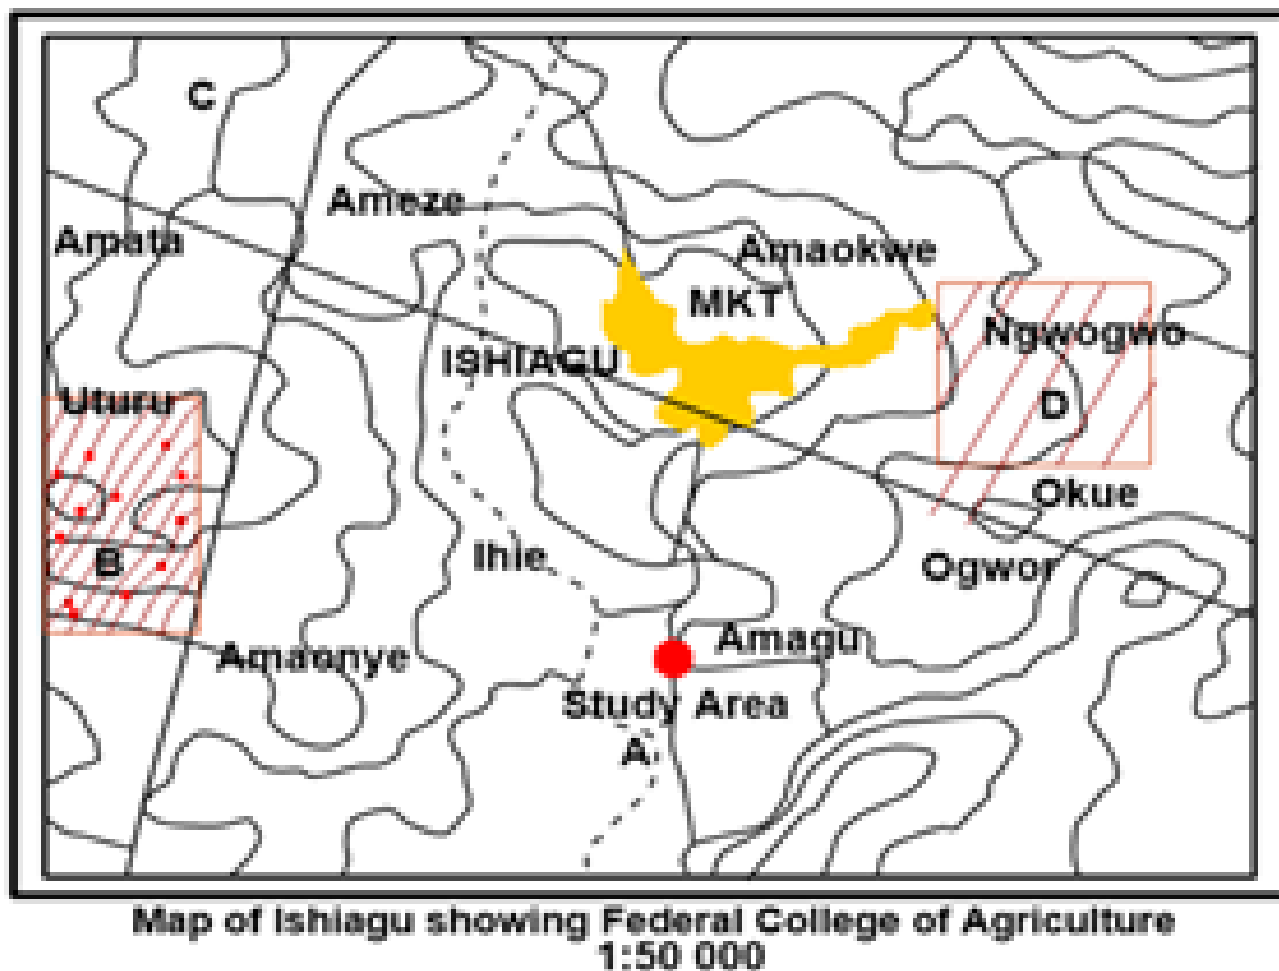 C
Ameze
Arpata
Amaokwe
MKT
Ngwogwo
ISHIAGU
Uturu
D
Okue
Ihie
B
Ogwor
Amagu
Amaonye
Study Area
A
Map of Ishiagu showing Federal College of Agriculture
1:50 000